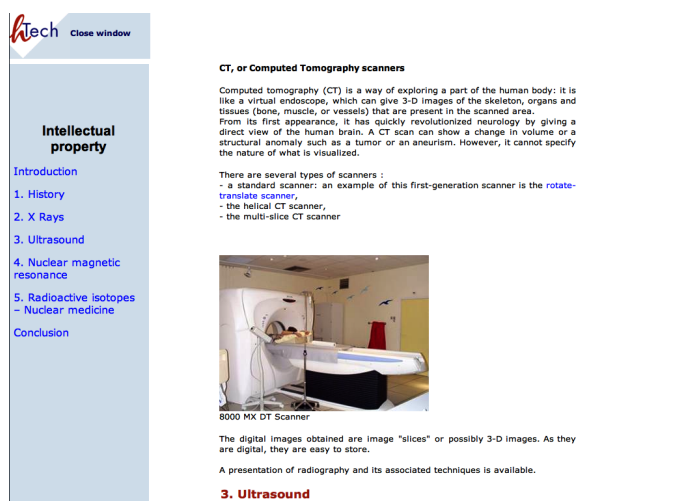 hTech
Close window
Intellectual
property
Introduction
1. History
2. X Rays
3. Ultrasound
4. Nuclear magnetic
resonance
5. Radioactive isotopes
– Nuclear medicine
Conclusion
CT, or Computed Tomography scanners
Computed tomography (CT) is a way of exploring a part of the human body: it is
like a virtual endoscope, which can give 3-D images of the skeleton, organs and
tissues (bone, muscle, or vessels) that are present in the scanned area.
From its first appearance, it has quickly revolutionized neurology by giving a
direct view of the human brain. A CT scan can show a change in volume or a
structural anomaly such as a tumor or an aneurism. However, it cannot specify
the nature of what is visualized.
There are several types of scanners :
- a standard scanner: an example of this first-generation scanner is the rotate-
translate scanner,
- the helical CT scanner,
- the multi-slice CT scanner
8000 MX DT Scanner
The digital images obtained are image "slices" or possibly 3-D images. As they
are digital, they are easy to store.
A presentation of radiography and its associated techniques is available.
3. Ultrasound